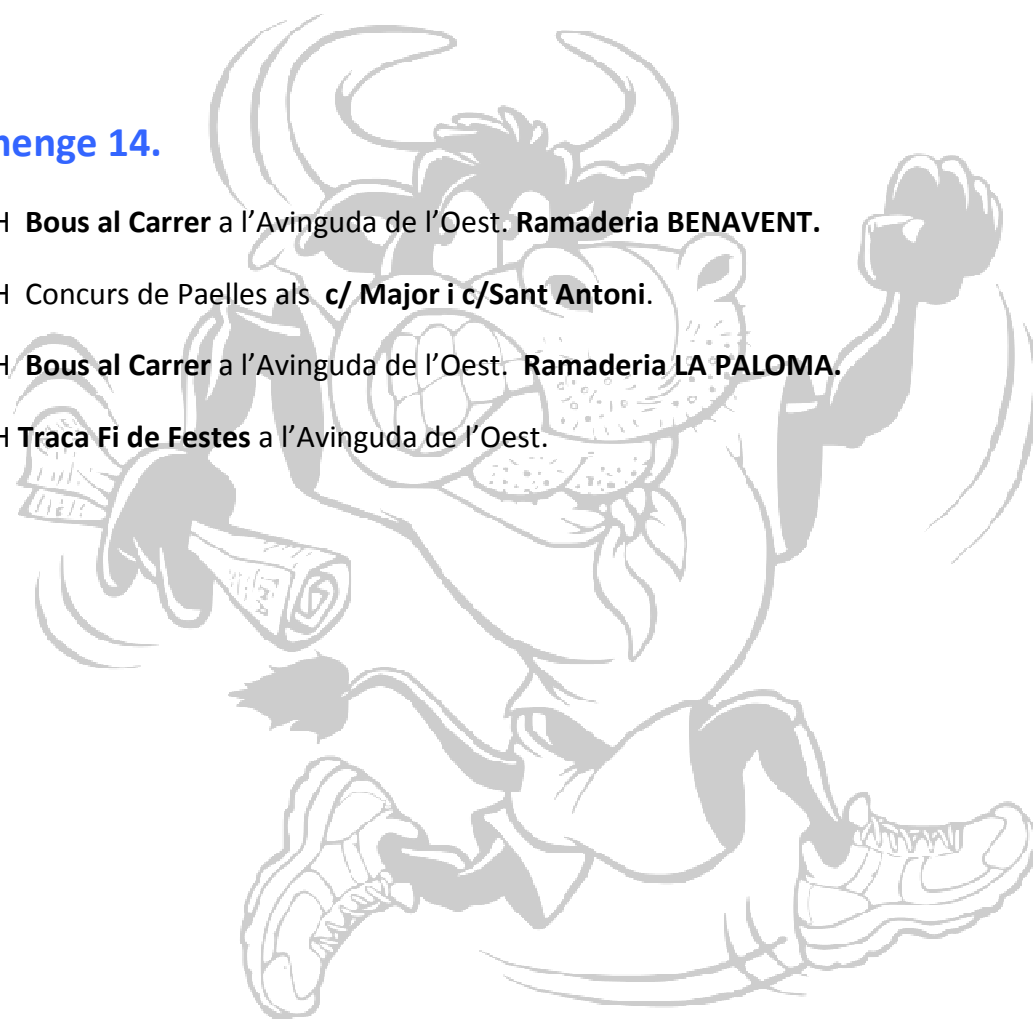 menge 14.
H Bous al Carrer a l’Avinguda de l’Oest. Ramaderia BENAVENT.
H Concurs de Paelles als c/ Major i c/Sant Antoni.
H Bous al Carrer a l’Avinguda de l’Oest. Ramaderia LA PALOMA.
H Traca Fi de Festes a l’Avinguda de l’Oest.